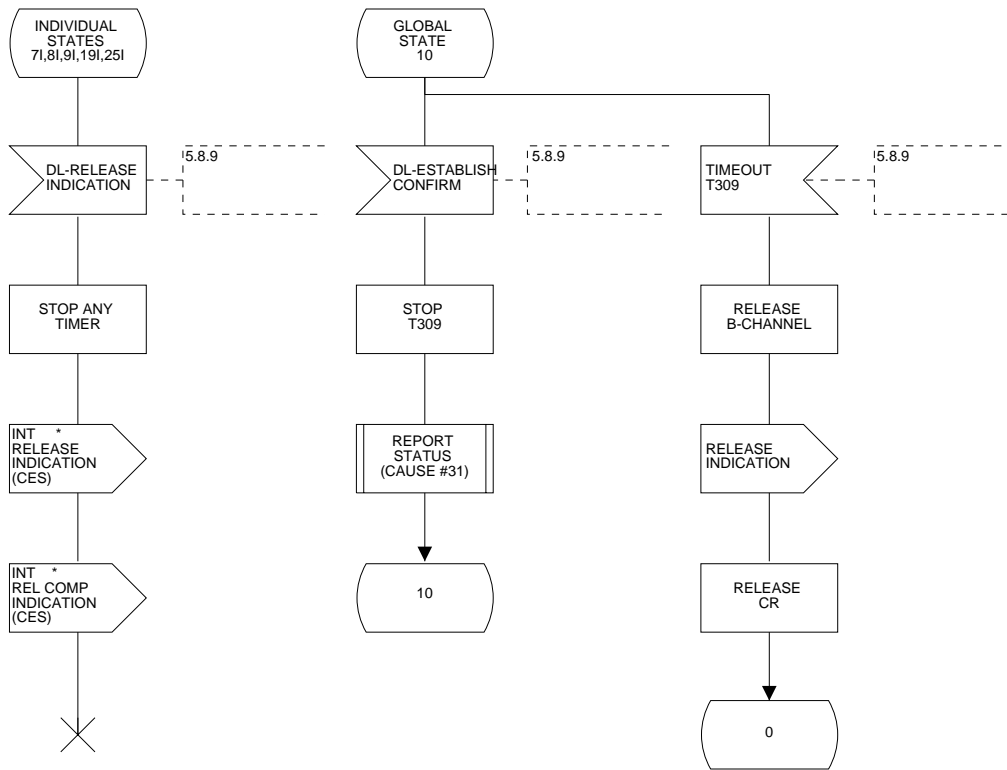 INDIVIDUAL
STATES
7I,8I,9I,19I,25I
DL-RELEASE
INDICATION
5.8.9
STOP ANY
TIMER
INT *
RELEASE
INDICATION
(CES)
INT *
REL COMP
INDICATION
(CES)
GLOBAL
STATE
10
DL-ESTABLISH
CONFIRM
5.8.9
STOP
T309
REPORT
STATUS
(CAUSE #31)
10
TIMEOUT
T309
5.8.9
RELEASE
B-CHANNEL
RELEASE
INDICATION
RELEASE
CR
0